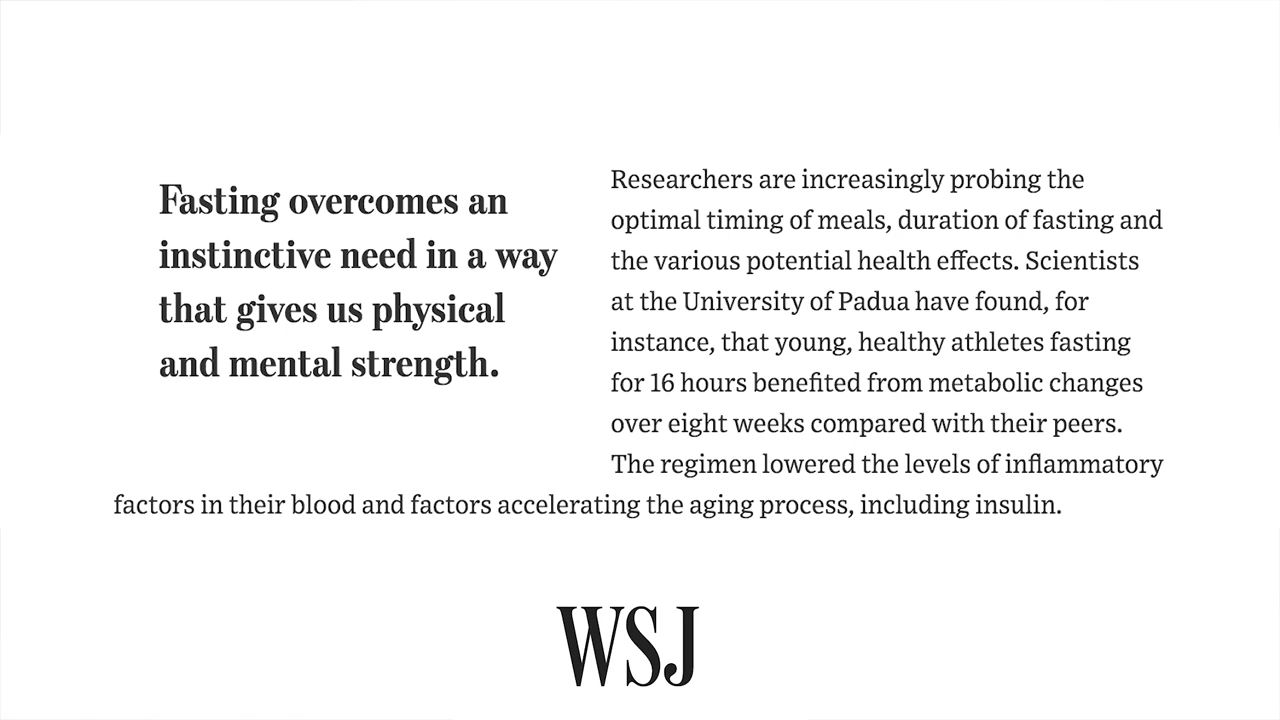 Fasting overcomes an
instinctive need in a way
that gives us physical
and mental strength.
Researchers are increasingly probing the
optimal timing of meals, duration of fasting and
the various potential health effects. Scientists
at the University of Padua have found, for
instance, that young, healthy athletes fasting
for 16 hours benefited from metabolic changes
over eight weeks compared with their peers.
The regimen lowered the levels of inflammatory
factors in their blood and factors accelerating the aging process, including insulin.
WSJ